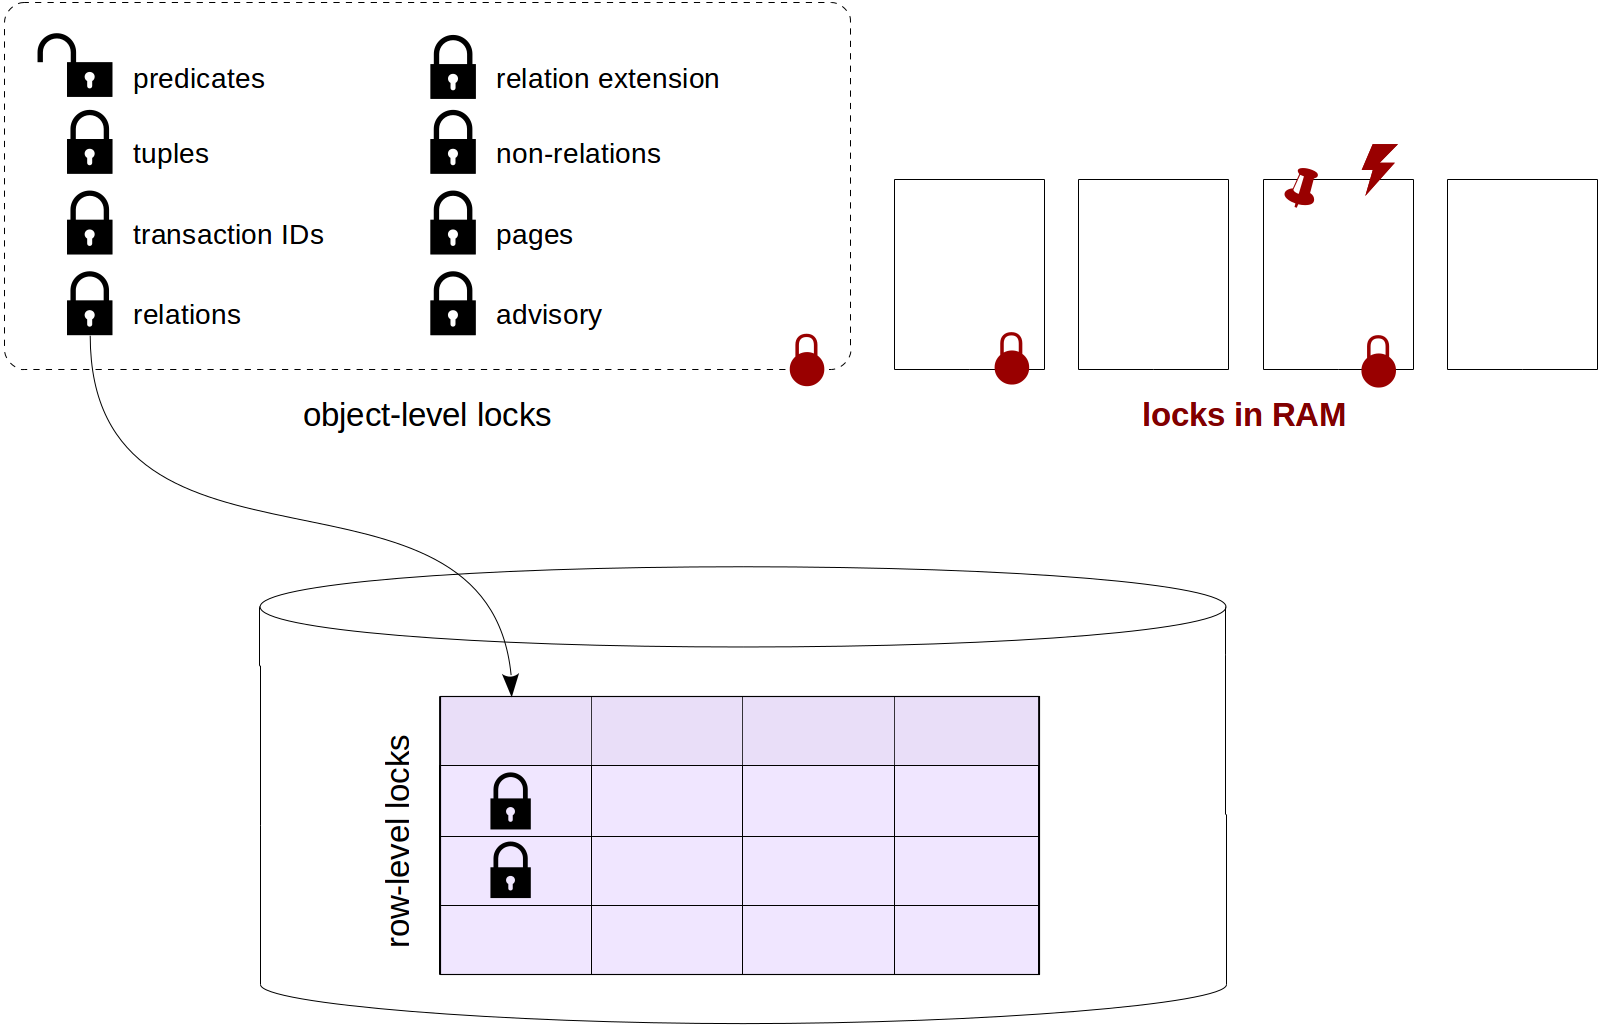 predicates
tuples
transaction IDs
relations
relation extension
non-relations
pages
advisory
object-level locks
locks in RAM
row-level locks